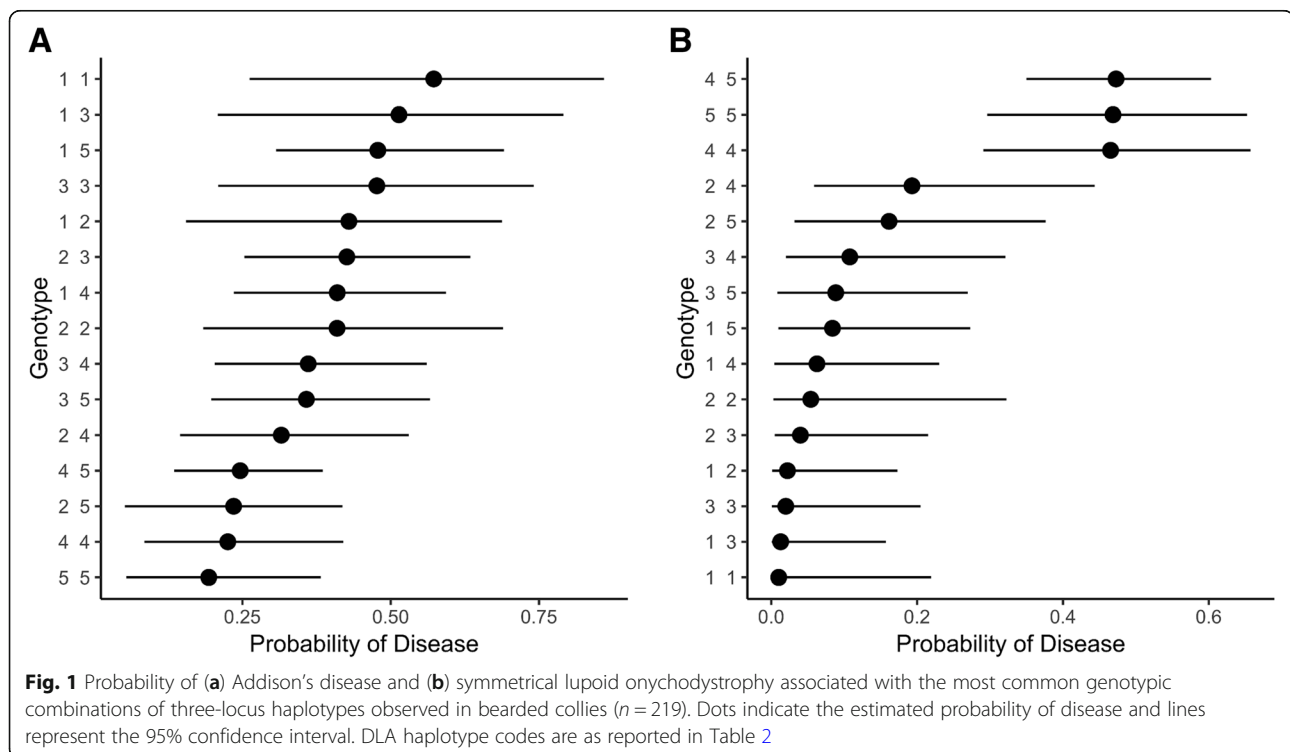 A
Genotype
1 1
1 3
1 5
3 3
1 2
2 3
1 4
2 2
3 4
3 5
2 4
4 5
2 5
4 4
5 5
0.25 0.50 0.75
Probability of Disease
B
Genotype
4 5
5 5
4 4
2 4
2 5
3 4
3 5
1 5
1 4
2 2
2 3
1 2
3 3
1 3
1 1
0.0 0.2 0.4 0.6
Probability of Disease
Fig. 1 Probability of (a) Addison's disease and (b) symmetrical lupoid onychodystrophy associated with the most common genotypic
combinations of three-locus haplotypes observed in bearded collies (n = 219). Dots indicate the estimated probability of disease and lines
represent the 95% confidence interval. DLA haplotype codes are as reported in Table 2